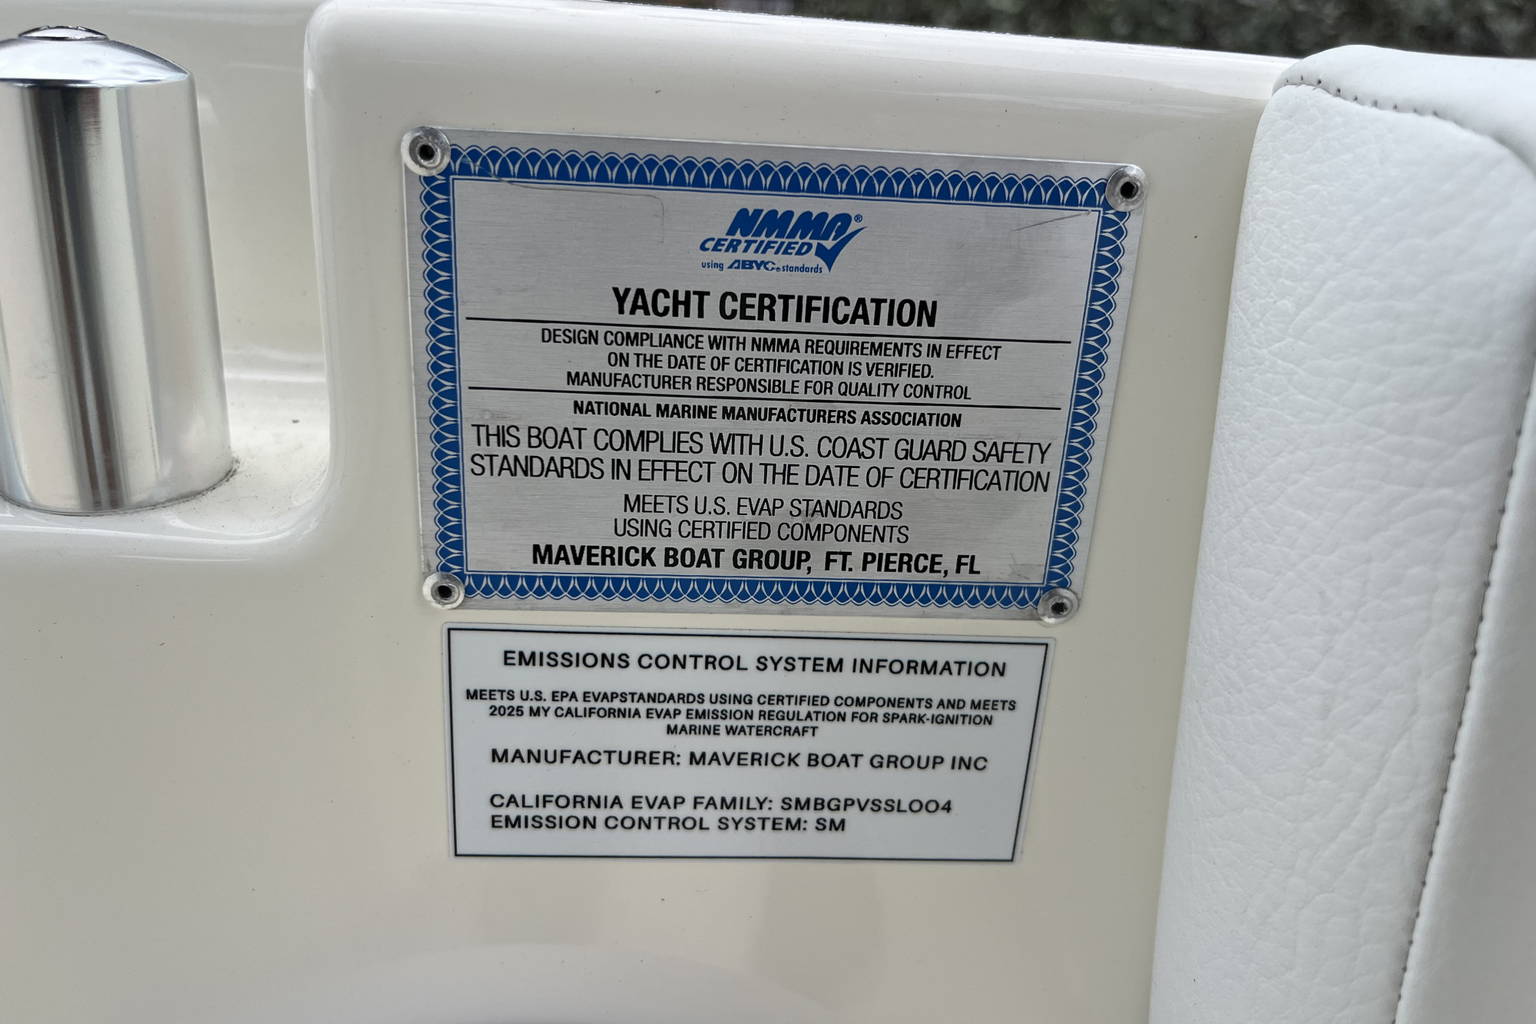 NMMA®
CERTIFIED
using ABYC® standards
YACHT CERTIFICATION
DESIGN COMPLIANCE WITH NMMA REQUIREMENTS IN EFFECT
ON THE DATE OF CERTIFICATION IS VERIFIED.
MANUFACTURER RESPONSIBLE FOR QUALITY CONTROL
NATIONAL MARINE MANUFACTURERS ASSOCIATION
THIS BOAT COMPLIES WITH U.S. COAST GUARD SAFETY
STANDARDS IN EFFECT ON THE DATE OF CERTIFICATION
MEETS U.S. EVAP STANDARDS
USING CERTIFIED COMPONENTS
MAVERICK BOAT GROUP, FT. PIERCE, FL
EMISSIONS CONTROL SYSTEM INFORMATION
MEETS U.S. EPA EVAPSTANDARDS USING CERTIFIED COMPONENTS AND MEETS
2025 MY CALIFORNIA EVAP EMISSION REGULATION FOR SPARK-IGNITION
MARINE WATERCRAFT
MANUFACTURER: MAVERICK BOAT GROUP INC
CALIFORNIA EVAP FAMILY: SMBGPVSSLOO4
EMISSION CONTROL SYSTEM: SM